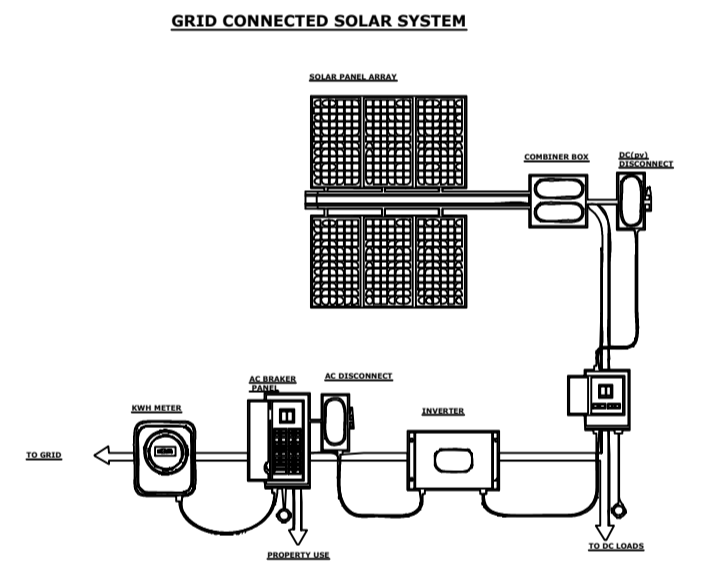 GRID CONNECTED SOLAR SYSTEM
SOLAR PANEL ARRAY
COMBINER BOX
DC(pv)
DISCONNECT
AC BRAKER
PANEL
AC DISCONNECT
KWH METER
INVERTER
TO GRID
PROPERTY USE
TO DC LOADS